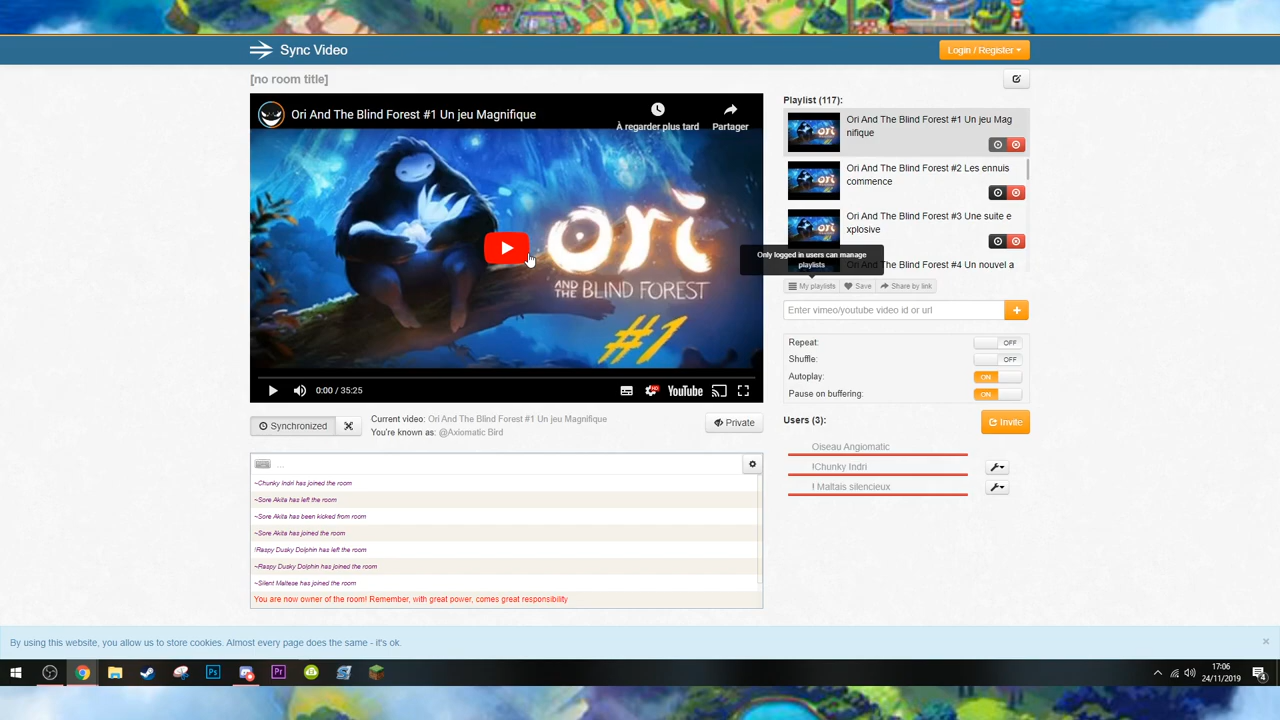 Sync Video
Login / Register
[no room title]
Ori And The Blind Forest #1 Un jeu Magnifique
À regarder plus tard
Partager
ori
AND THE BLIND FOREST
#1
0:00 / 35:25
HD
YouTube
Playlist (117):
Ori And The Blind Forest #1 Un jeu Mag
nifique
Ori And The Blind Forest #2 Les ennuis
commence
Ori And The Blind Forest #3 Une suite e
xplosive
Ori And The Blind Forest #4 Un nouvel a
Only logged in users can manage
playlists
My playlists
Save
Share by link
Enter vimeo/youtube video id or url
Repeat:
OFF
Shuffle:
OFF
Autoplay:
ON
Pause on buffering:
ON
Synchronized
Current video: Ori And The Blind Forest #1 Un jeu Magnifique
You're known as: @Axiomatic Bird
Private
Users (3):
Invite
Oiseau Angiomatic
!Chunky Indri
! Maltais silencieux
...
~Chunky Indri has joined the room
~Sore Akita has left the room
~Sore Akita has been kicked from room
~Sore Akita has joined the room
!Raspy Dusky Dolphin has left the room
~Raspy Dusky Dolphin has joined the room
~Silent Maltese has joined the room
You are now owner of the room! Remember, with great power, comes great responsibility
By using this website, you allow us to store cookies. Almost every page does the same - it's ok.
×
Ps
Pr
17:06
24/11/2019
4